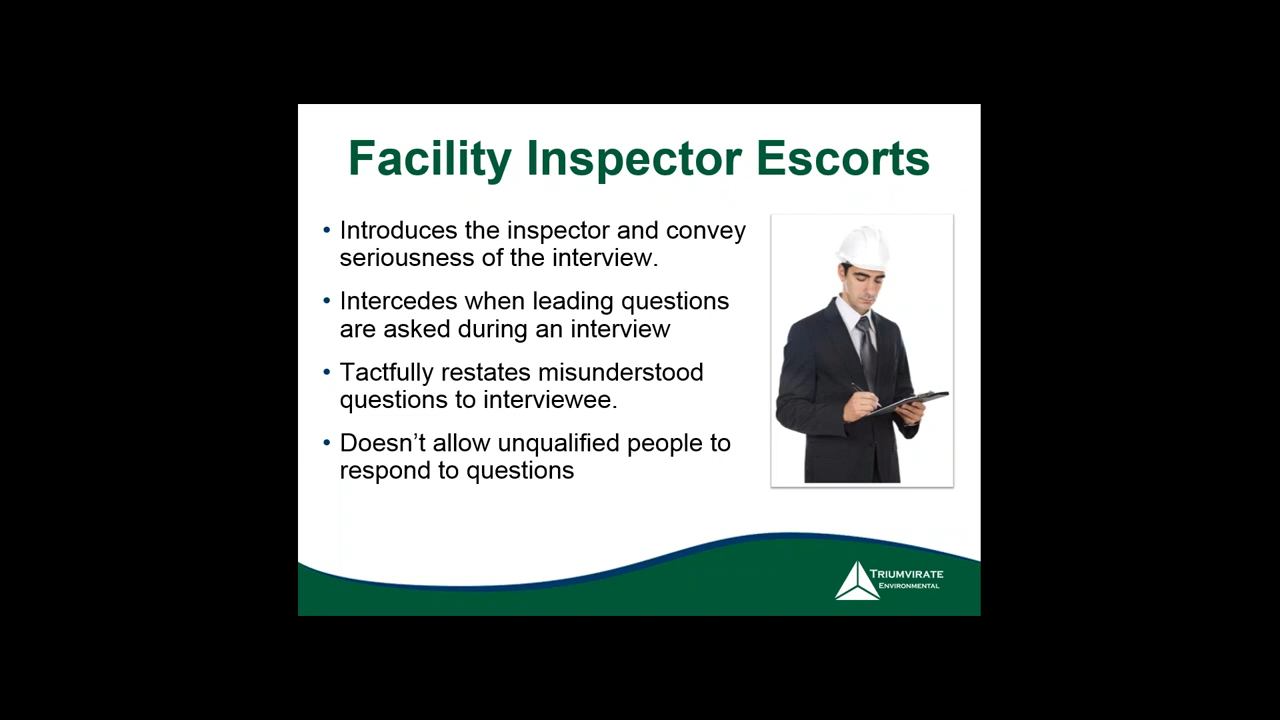 Facility Inspector Escorts
• Introduces the inspector and convey
seriousness of the interview.
• Intercedes when leading questions
are asked during an interview
• Tactfully restates misunderstood
questions to interviewee.
• Doesn’t allow unqualified people to
respond to questions
TRIUMVIRATE
ENVIRONMENTAL